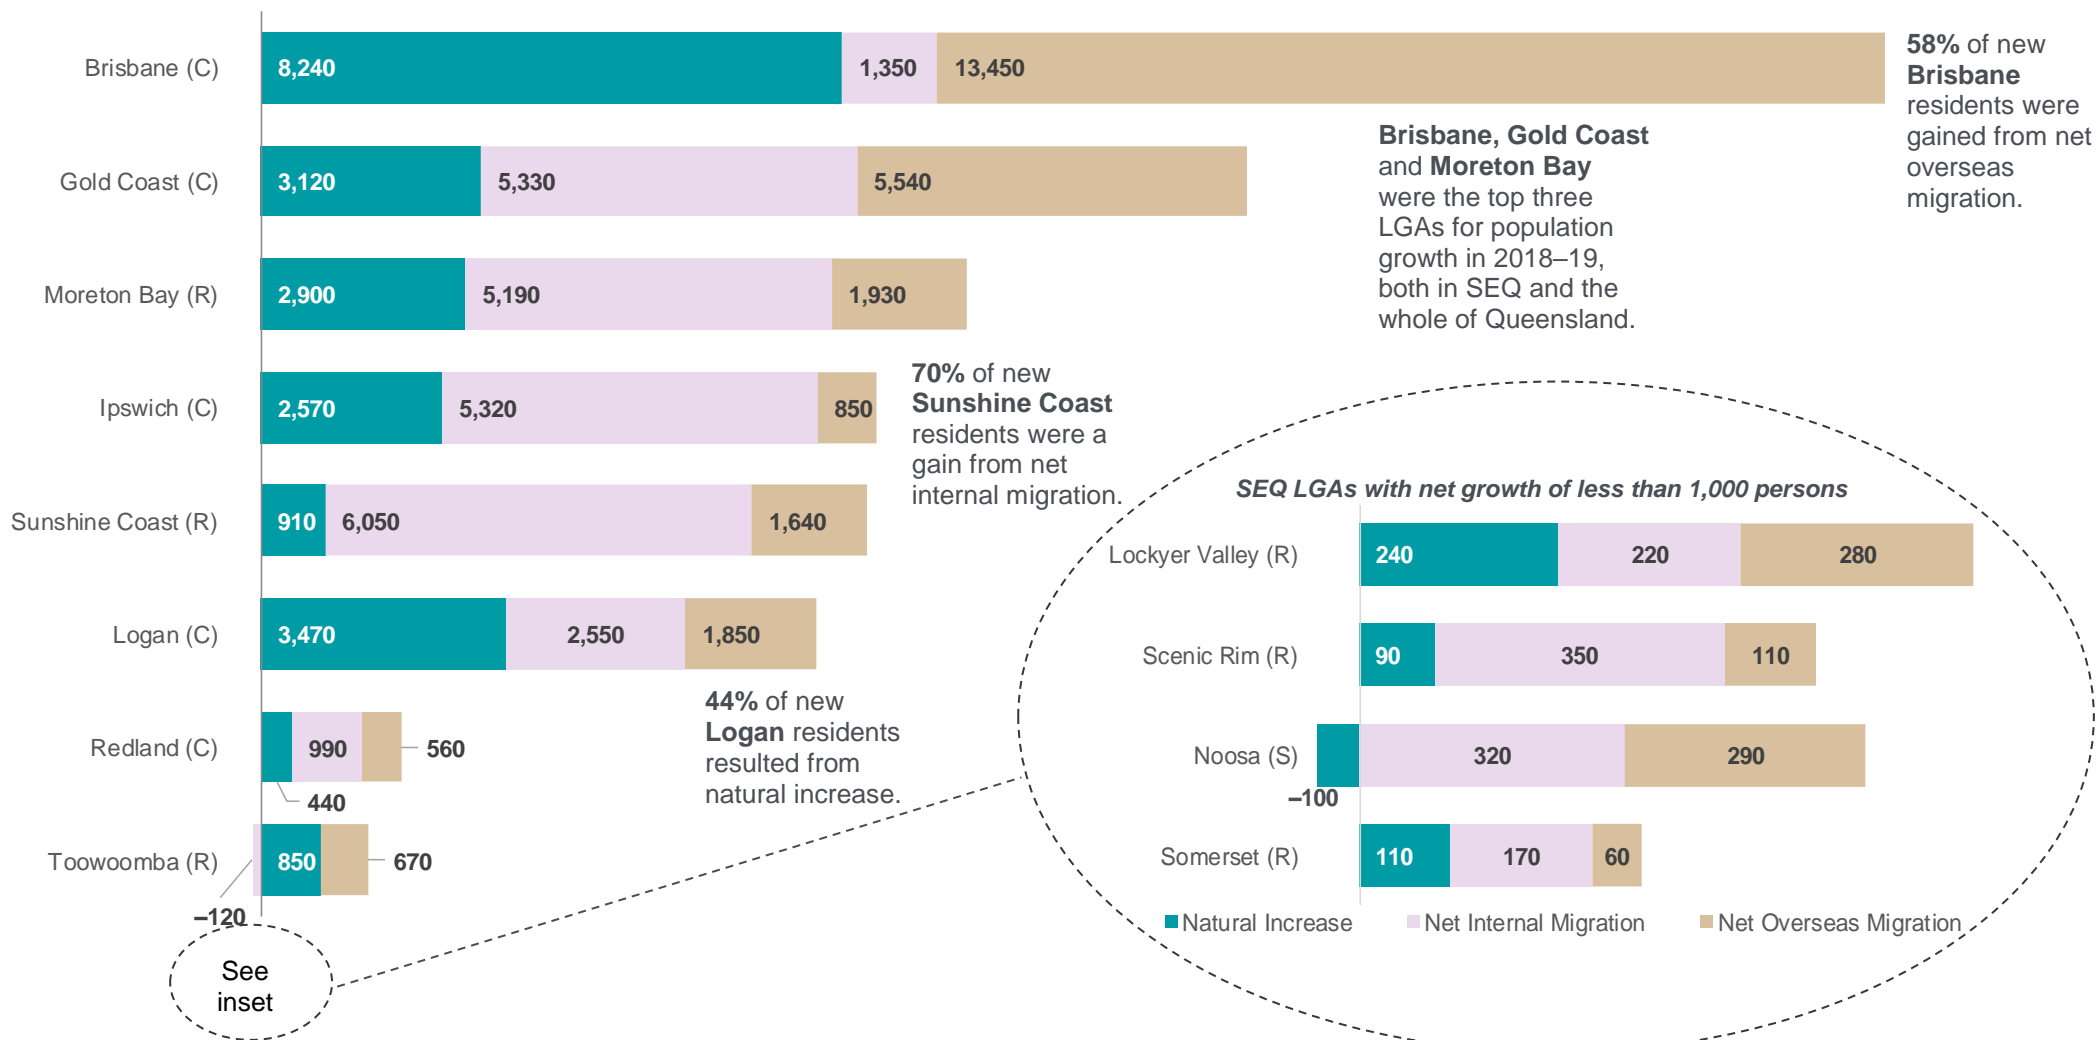 Brisbane (C)
8,240
1,350
13,450
58% of new
Brisbane
residents were
gained from net
overseas
migration.
Gold Coast (C)
3,120
5,330
5,540
Brisbane, Gold Coast
and Moreton Bay
were the top three
LGAs for population
growth in 2018–19,
both in SEQ and the
whole of Queensland.
Moreton Bay (R)
2,900
5,190
1,930
Ipswich (C)
2,570
5,320
850
70% of new
Sunshine Coast
residents were a
gain from net
internal migration.
Sunshine Coast (R)
910
6,050
1,640
Logan (C)
3,470
2,550
1,850
44% of new
Logan residents
resulted from
natural increase.
Redland (C)
990
560
440
Toowoomba (R)
850
670
–120
See
inset
SEQ LGAs with net growth of less than 1,000 persons
Lockyer Valley (R)
240
220
280
Scenic Rim (R)
90
350
110
Noosa (S)
320
290
–100
Somerset (R)
110
170
60
Natural Increase
Net Internal Migration
Net Overseas Migration